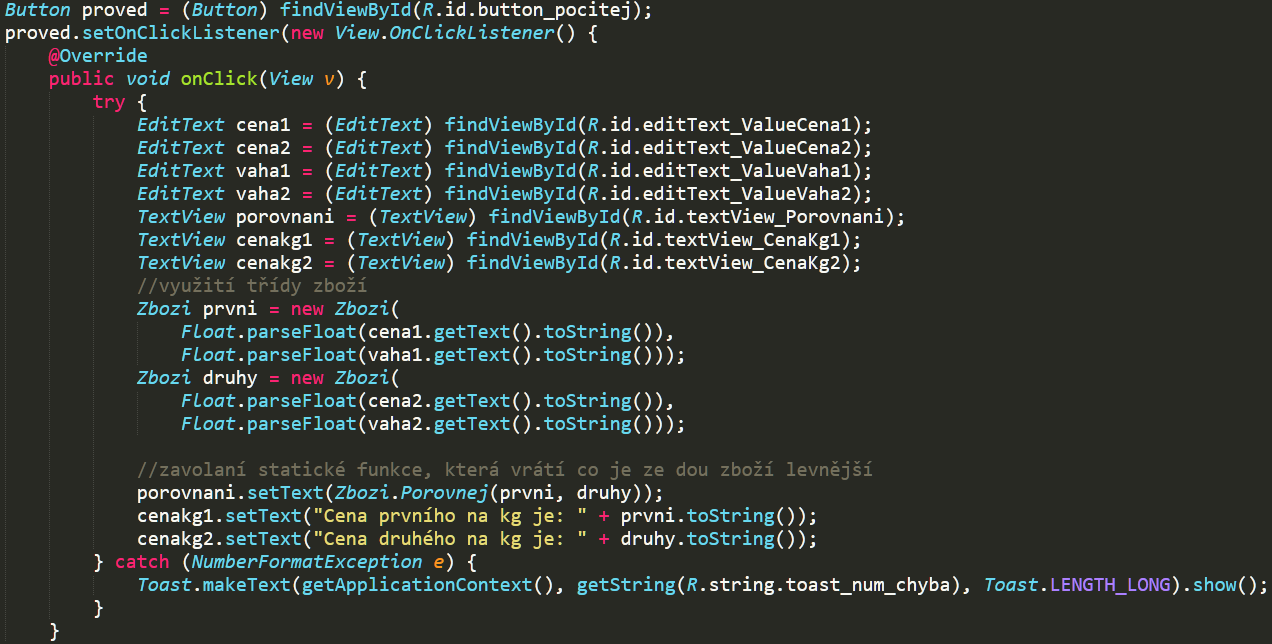 Button proved = (Button) findViewById(R.id.button_pocitej);
proved.setOnClickListener(new View.OnClickListener() {
    @Override
    public void onClick(View v) {
        try {
            EditText cena1 = (EditText) findViewById(R.id.editText_ValueCena1);
            EditText cena2 = (EditText) findViewById(R.id.editText_ValueCena2);
            EditText vaha1 = (EditText) findViewById(R.id.editText_ValueVaha1);
            EditText vaha2 = (EditText) findViewById(R.id.editText_ValueVaha2);
            TextView porovnani = (TextView) findViewById(R.id.textView_Porovnani);
            TextView cenakg1 = (TextView) findViewById(R.id.textView_CenaKg1);
            TextView cenakg2 = (TextView) findViewById(R.id.textView_CenaKg2);
            //využití třídy zboží
            Zbozi prvni = new Zbozi(
                Float.parseFloat(cena1.getText().toString()),
                Float.parseFloat(vaha1.getText().toString()));
            Zbozi druhy = new Zbozi(
                Float.parseFloat(cena2.getText().toString()),
                Float.parseFloat(vaha2.getText().toString()));

            //zavolaní statické funkce, která vrátí co je ze dou zboží levnější
            porovnani.setText(Zbozi.Porovnej(prvni, druhy));
            cenakg1.setText("Cena prvního na kg je: " + prvni.toString());
            cenakg2.setText("Cena druhého na kg je: " + druhy.toString());
        } catch (NumberFormatException e) {
            Toast.makeText(getApplicationContext(), getString(R.string.toast_num_chyba), Toast.LENGTH_LONG).show();
        }
    }